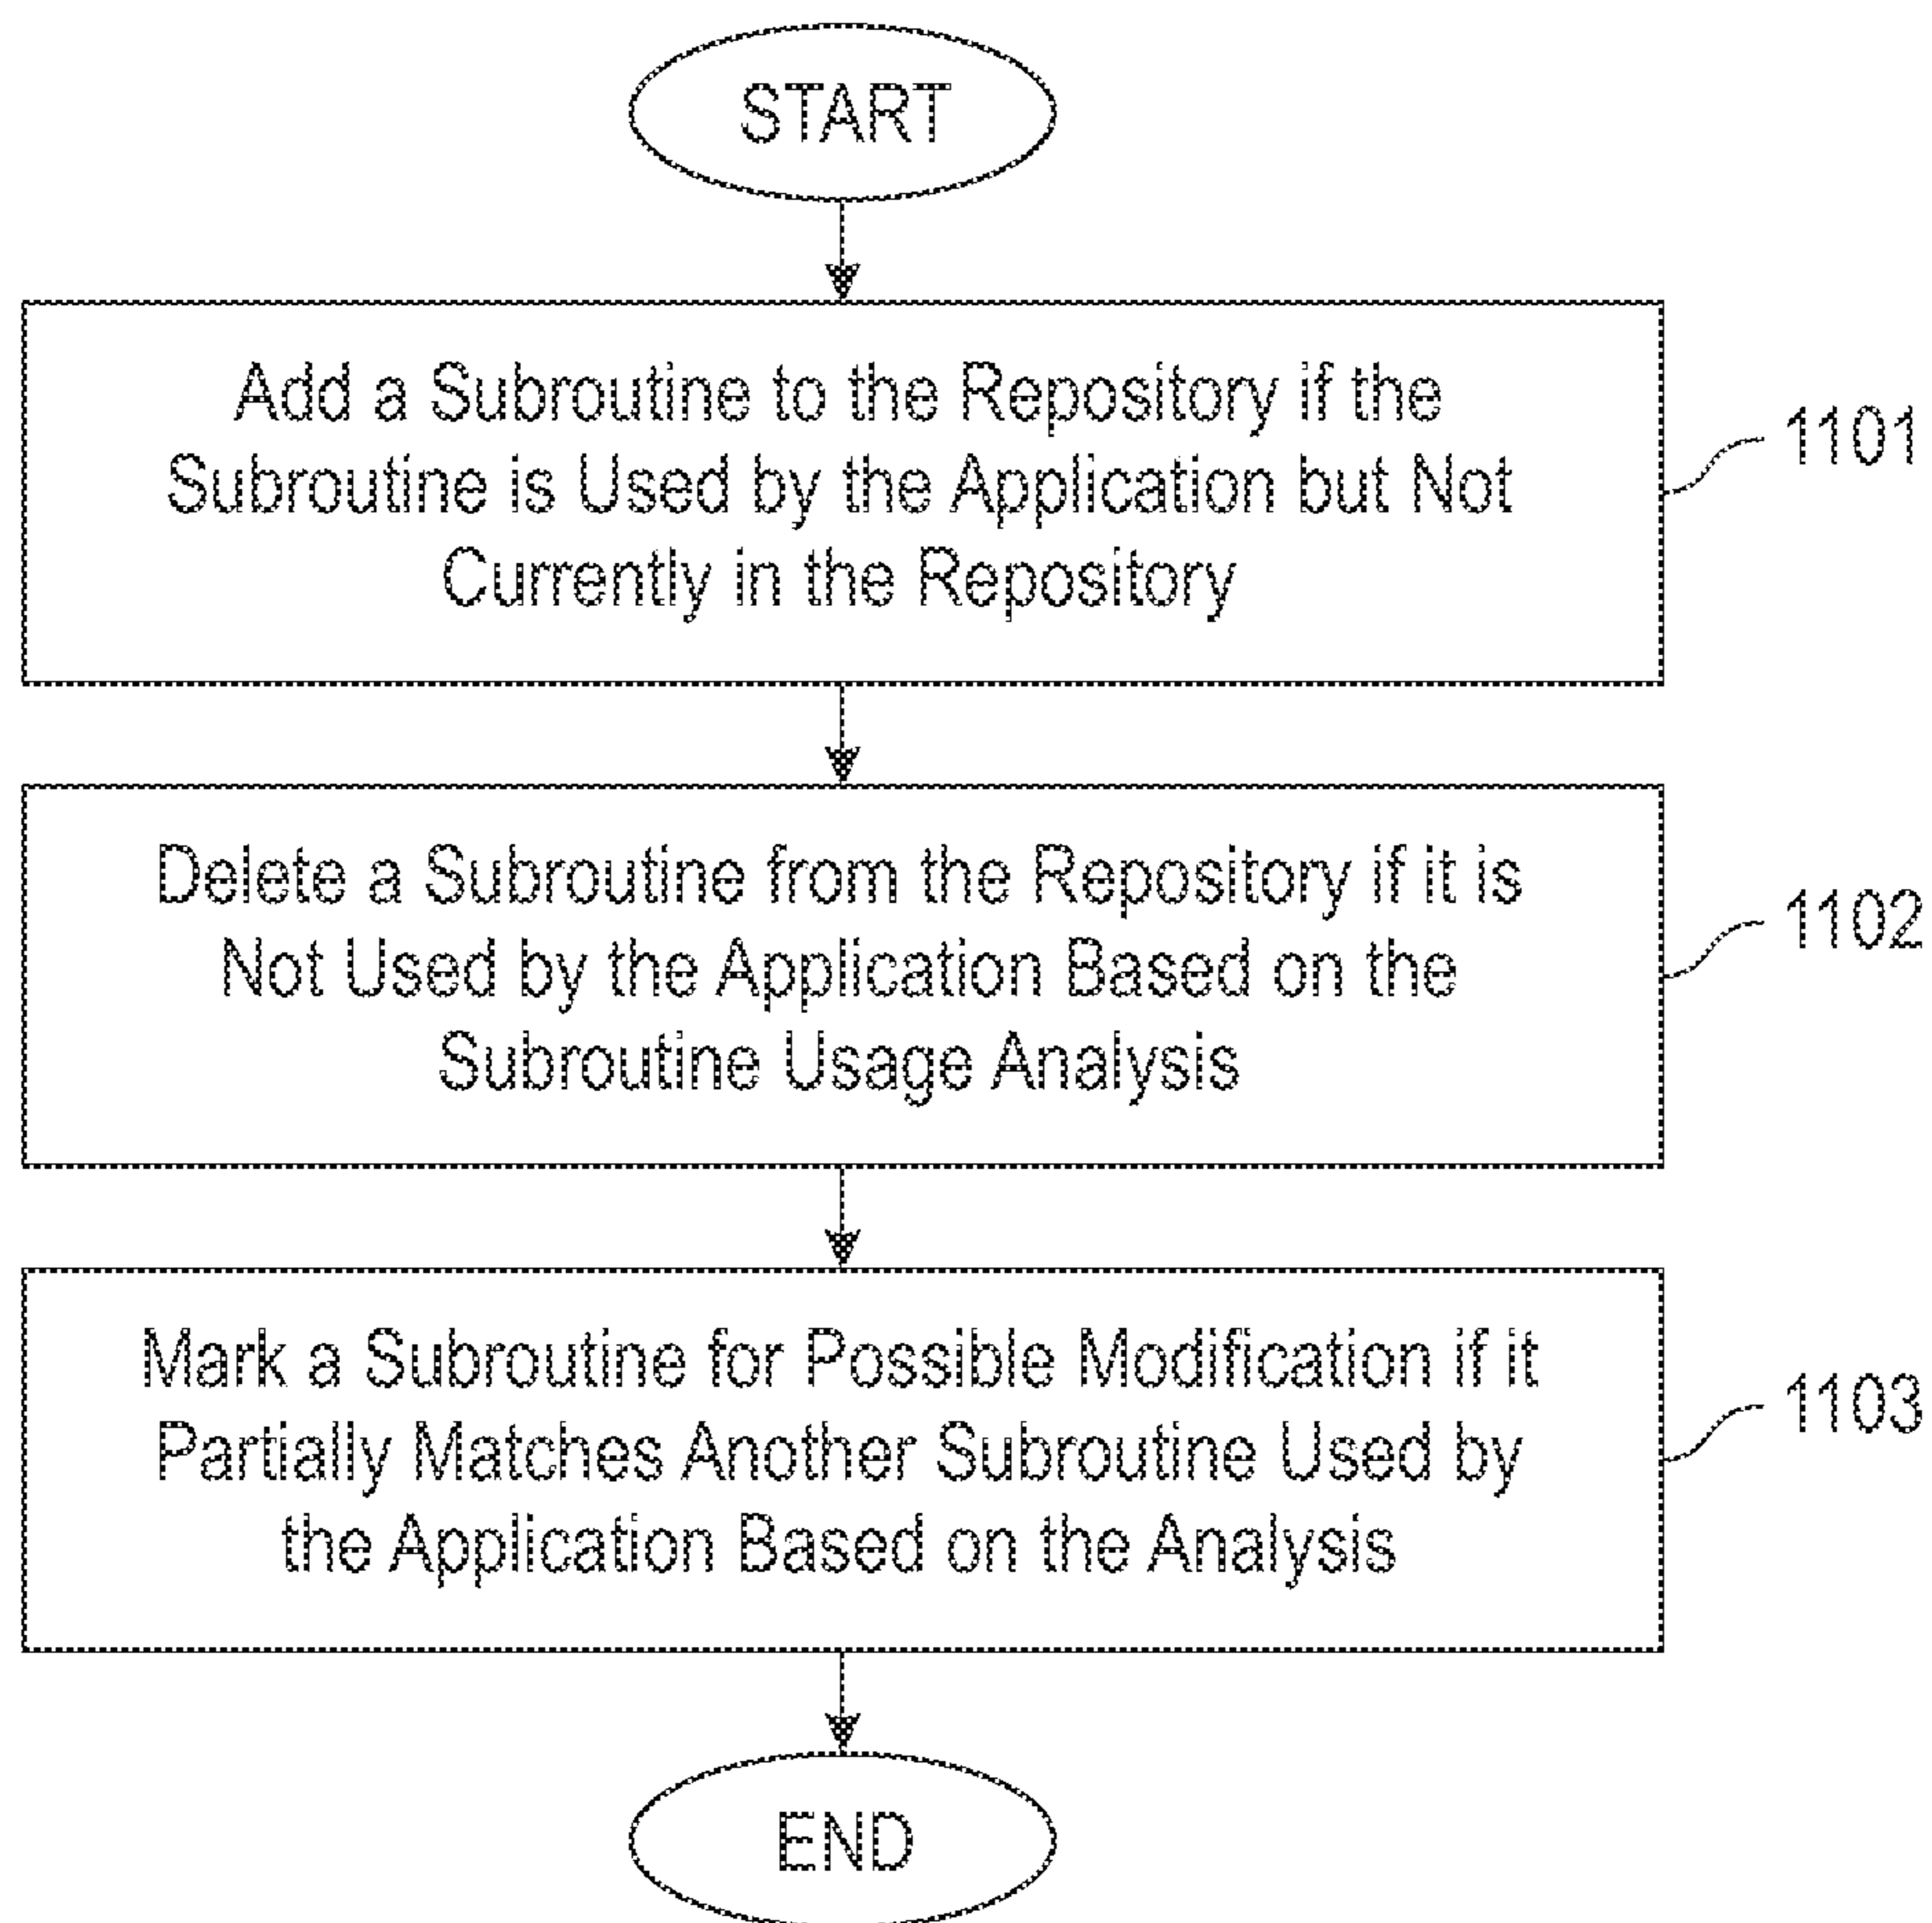 START
Add a Subroutine to the Repository if the
Subroutine is Used by the Application but Not
Currently in the Repository
1101
Delete a Subroutine from the Repository if it is
Not Used by the Application Based on the
Subroutine Usage Analysis
1102
Mark a Subroutine for Possible Modification if it
Partially Matches Another Subroutine Used by
the Application Based on the Analysis
1103
END